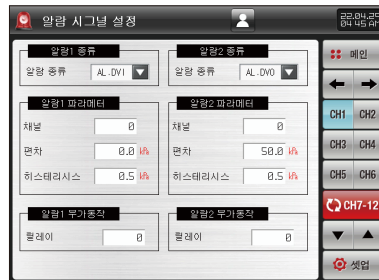 알람 시그널 설정
22.04.29
04:45 AM
알람1 종류
알람 종류 AL.DVI
알람2 종류
알람 종류 AL.DVO
알람1 파라메터
채널 0
편차 0.0
히스테리시스 0.5
알람2 파라메터
채널 0
편차 50.0
히스테리시스 0.5
알람1 부가동작
릴레이 0
알람2 부가동작
릴레이 0
메인
CH1 CH2
CH3 CH4
CH5 CH6
CH7-12
셋업